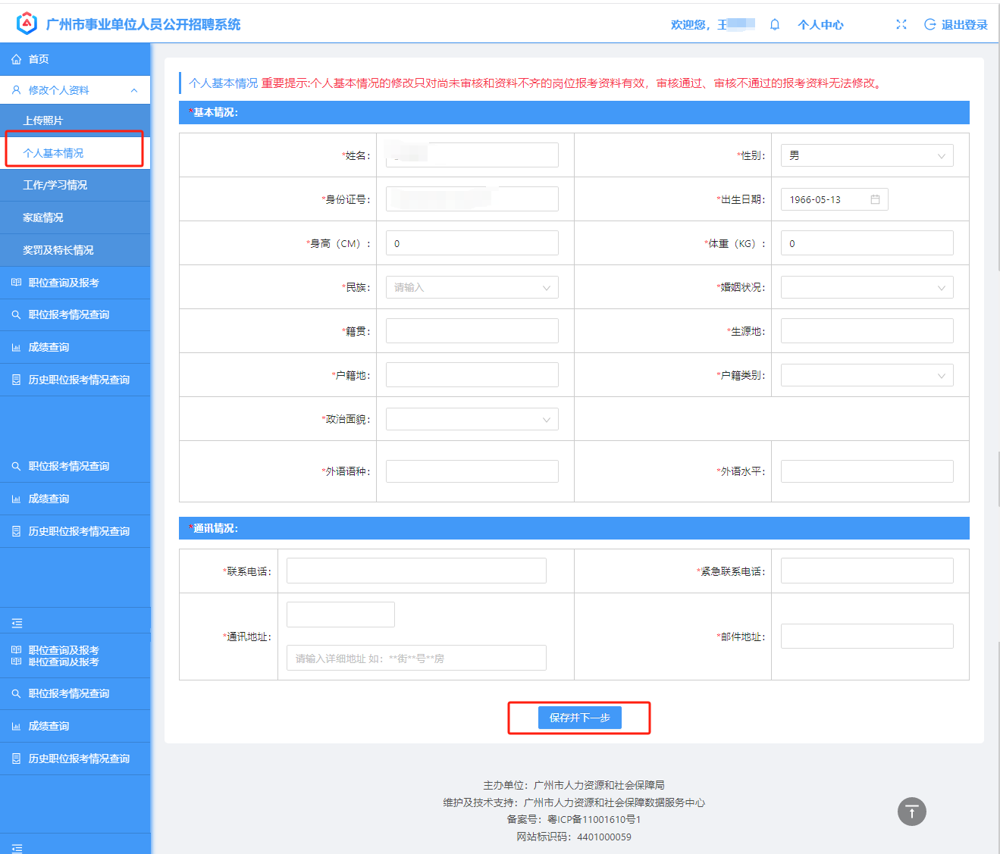 广州市事业单位人员公开招聘系统
欢迎您，王
个人中心
退出登录
首页
修改个人资料
上传照片
个人基本情况
工作/学习情况
家庭情况
奖罚及特长情况
职位查询及报考
职位报考情况查询
成绩查询
历史职位报考情况查询
职位报考情况查询
成绩查询
历史职位报考情况查询
职位查询及报考
职位查询及报考
职位报考情况查询
成绩查询
历史职位报考情况查询
个人基本情况 重要提示:个人基本情况的修改只对尚未审核和资料不齐的岗位报考资料有效，审核通过、审核不通过的报考资料无法修改。
*基本情况：
*姓名：
*性别： 男
*身份证号：
*出生日期： 1966-05-13
*身高（CM）： 0
*体重（KG）： 0
*民族： 请输入
*婚姻状况：
*籍贯：
*生源地：
*户籍地：
*户籍类别：
*政治面貌：
*外语语种：
*外语水平：
*通讯情况：
*联系电话：
*紧急联系电话：
*通讯地址：
请输入详细地址 如：**街**号**房
*邮件地址：
保存并下一步
主办单位：广州市人力资源和社会保障局
维护及技术支持：广州市人力资源和社会保障数据服务中心
备案号：粤ICP备11001610号1
网站标识码：4401000059